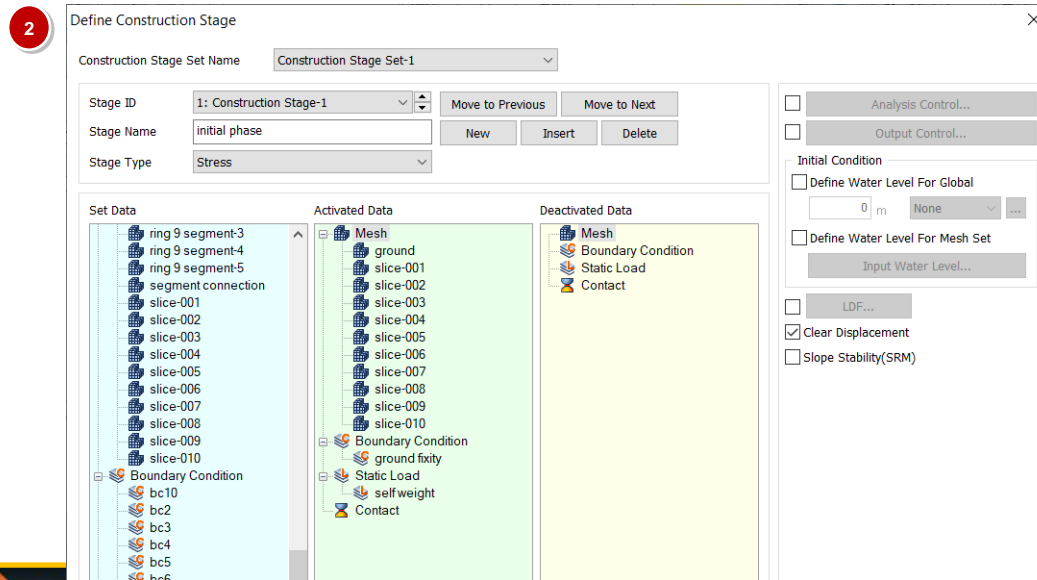 2
Define Construction Stage
Construction Stage Set Name
Construction Stage Set-1
Stage ID
1: Construction Stage-1
Move to Previous
Move to Next
Stage Name
initial phase
New
Insert
Delete
Stage Type
Stress
Analysis Control...
Output Control...
Initial Condition
Define Water Level For Global
0 m
None
...
Define Water Level For Mesh Set
Input Water Level...
LDF...
Clear Displacement
Slope Stability(SRM)
Set Data
ring 9 segment-3
ring 9 segment-4
ring 9 segment-5
segment connection
slice-001
slice-002
slice-003
slice-004
slice-005
slice-006
slice-007
slice-008
slice-009
slice-010
Boundary Condition
bc10
bc2
bc3
bc4
bc5
bc6
Activated Data
Mesh
ground
slice-001
slice-002
slice-003
slice-004
slice-005
slice-006
slice-007
slice-008
slice-009
slice-010
Boundary Condition
ground fixity
Static Load
selfweight
Contact
Deactivated Data
Mesh
Boundary Condition
Static Load
Contact